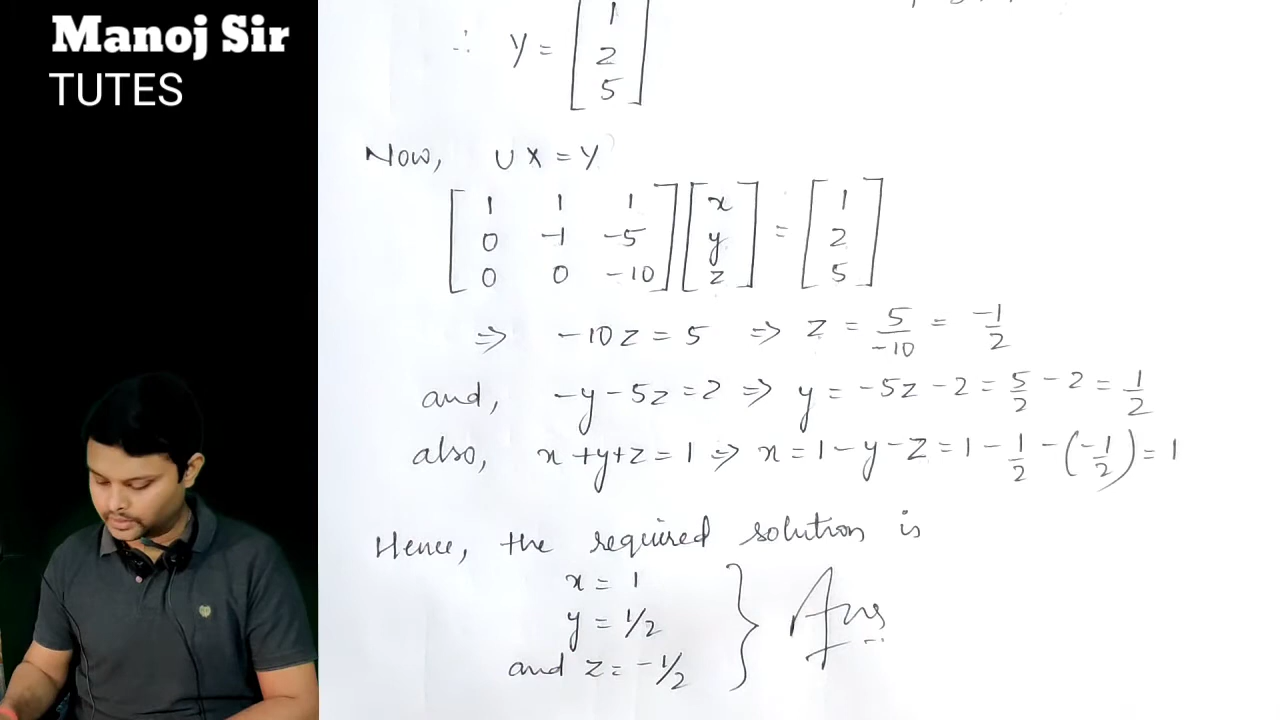 Manoj Sir
TUTES
∴ Y = [1
2
5]
Now, UX = Y
[1 1 1
0 -1 -5
0 0 -10] [x
y
z] = [1
2
5]
⇒ -10z = 5 ⇒ z = 5/-10 = -1/2
and, -y - 5z = 2 ⇒ y = -5z - 2 = 5/2 - 2 = 1/2
also, x + y + z = 1 ⇒ x = 1 - y - z = 1 - 1/2 - (-1/2) = 1
Hence, the required solution is
x = 1
y = 1/2
and z = -1/2
} Ans